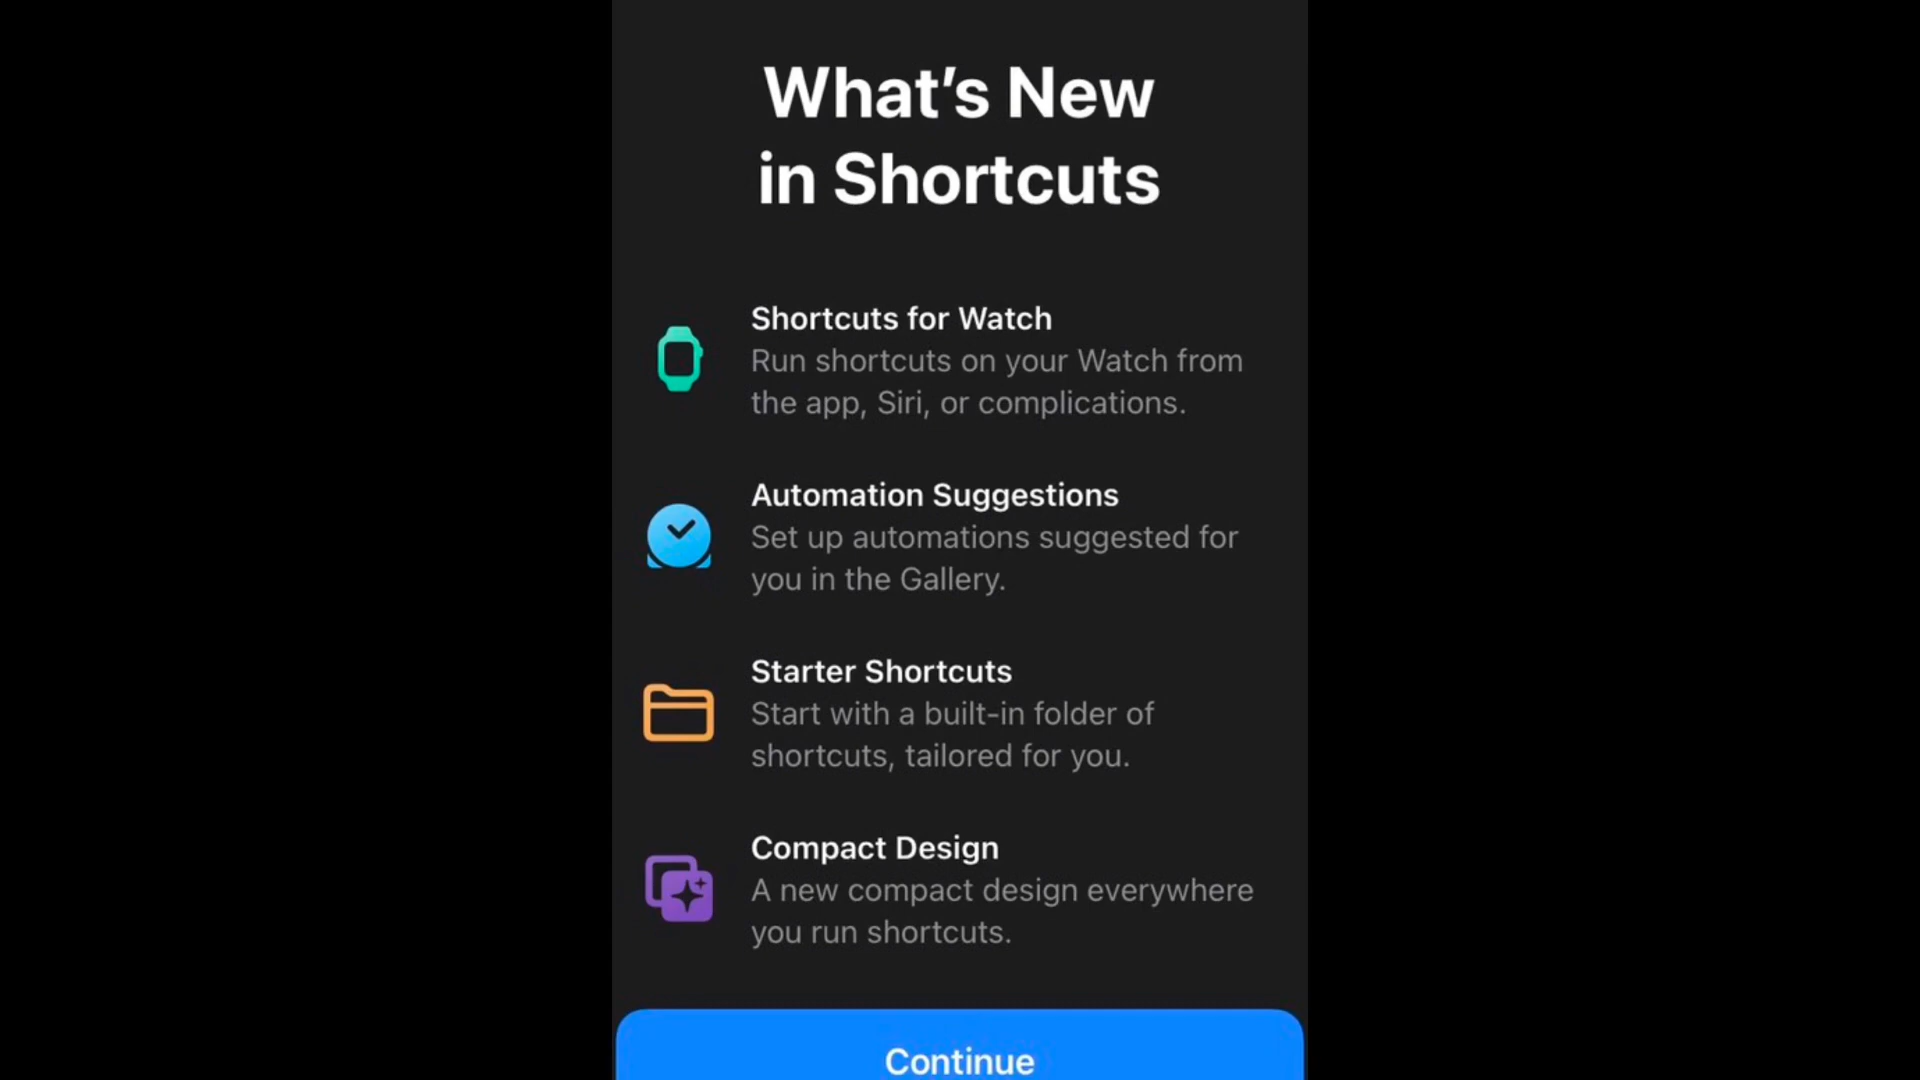 What’s New
in Shortcuts
Shortcuts for Watch
Run shortcuts on your Watch from
the app, Siri, or complications.
Automation Suggestions
Set up automations suggested for
you in the Gallery.
Starter Shortcuts
Start with a built-in folder of
shortcuts, tailored for you.
Compact Design
A new compact design everywhere
you run shortcuts.
Continue